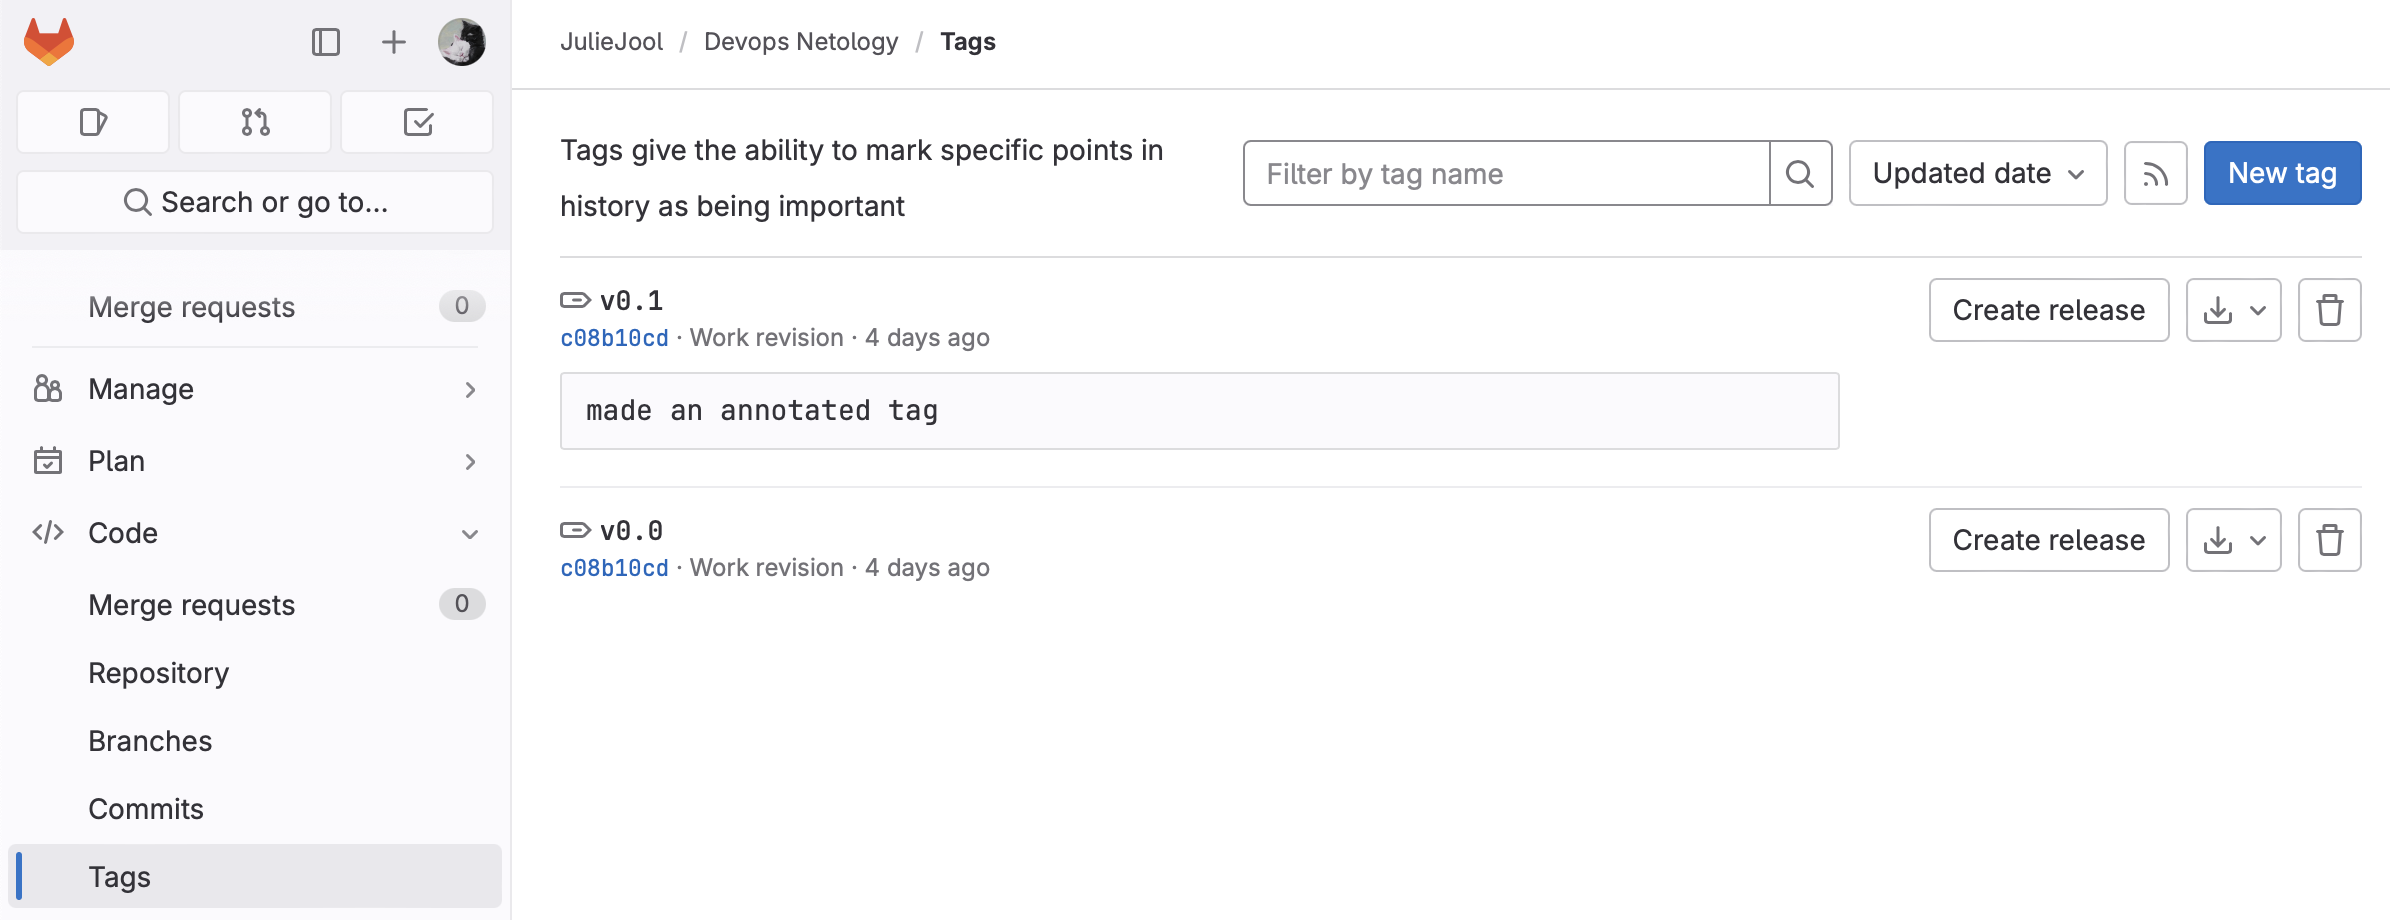 JulieJool / Devops Netology / Tags
Search or go to...
Merge requests 0
Manage
Plan
Code
Merge requests 0
Repository
Branches
Commits
Tags
Tags give the ability to mark specific points in
history as being important
Filter by tag name
Updated date
New tag
v0.1
c08b10cd · Work revision · 4 days ago
Create release
made an annotated tag
v0.0
c08b10cd · Work revision · 4 days ago
Create release